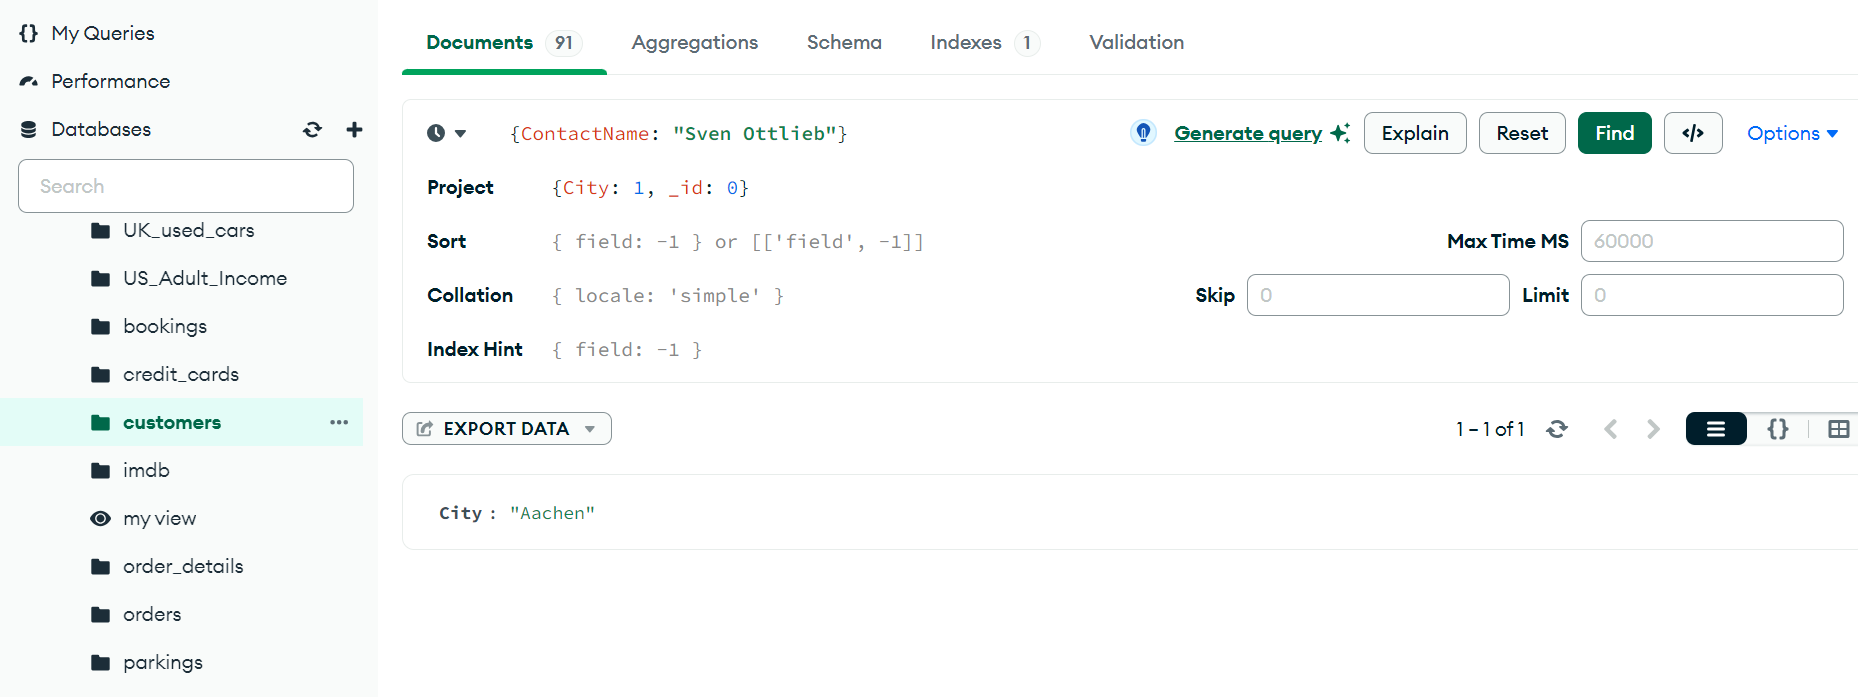 My Queries
Performance
Databases
Search
UK_used_cars
US_Adult_Income
bookings
credit_cards
customers
imdb
my view
order_details
orders
parkings
Documents 91 Aggregations Schema Indexes 1 Validation
{ContactName: "Sven Ottlieb"} Generate query Explain Reset Find </> Options
Project {City: 1, _id: 0}
Sort { field: -1 } or [['field', -1]] Max Time MS 60000
Collation { locale: 'simple' } Skip 0 Limit 0
Index Hint { field: -1 }
EXPORT DATA 1 – 1 of 1
City : "Aachen"